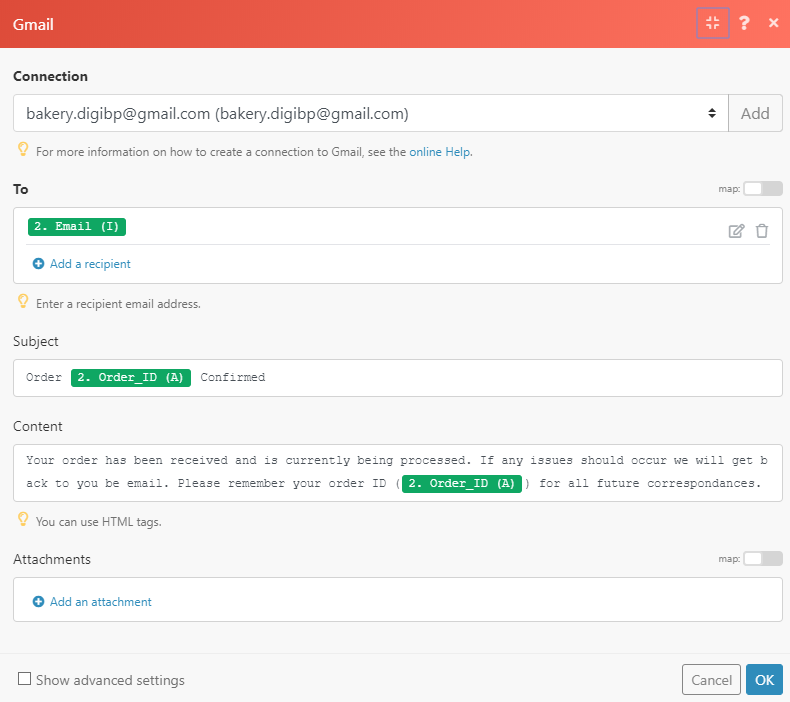 Gmail ? ×
Connection
bakery.digibp@gmail.com (bakery.digibp@gmail.com) Add
For more information on how to create a connection to Gmail, see the online Help.
To map:
2. Email (I)
Add a recipient
Enter a recipient email address.
Subject
Order 2. Order_ID (A) Confirmed
Content
Your order has been received and is currently being processed. If any issues should occur we will get b
ack to you be email. Please remember your order ID (2. Order_ID (A)) for all future correspondances.
You can use HTML tags.
Attachments map:
Add an attachment
Show advanced settings Cancel OK